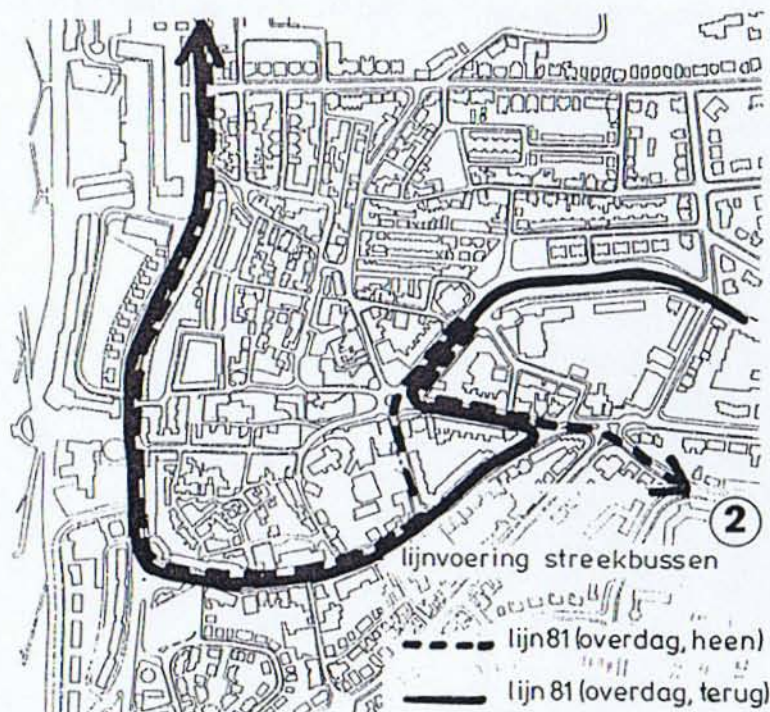 2
lijnvoering streekbussen
lijn 81 (overdag, heen)
lijn 81 (overdag, terug)